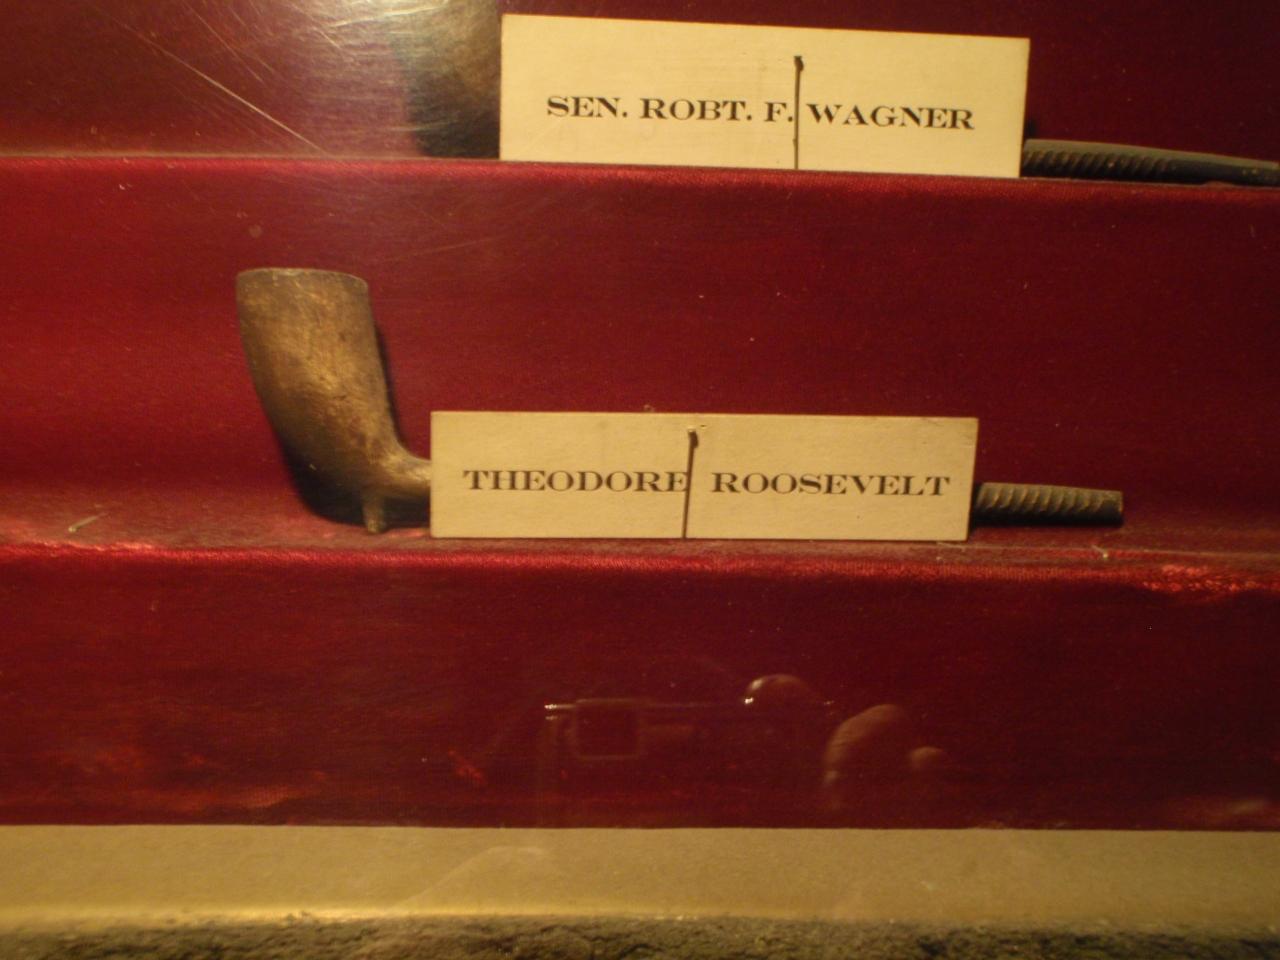 SEN. ROBT. F. WAGNER
THEODORE ROOSEVELT